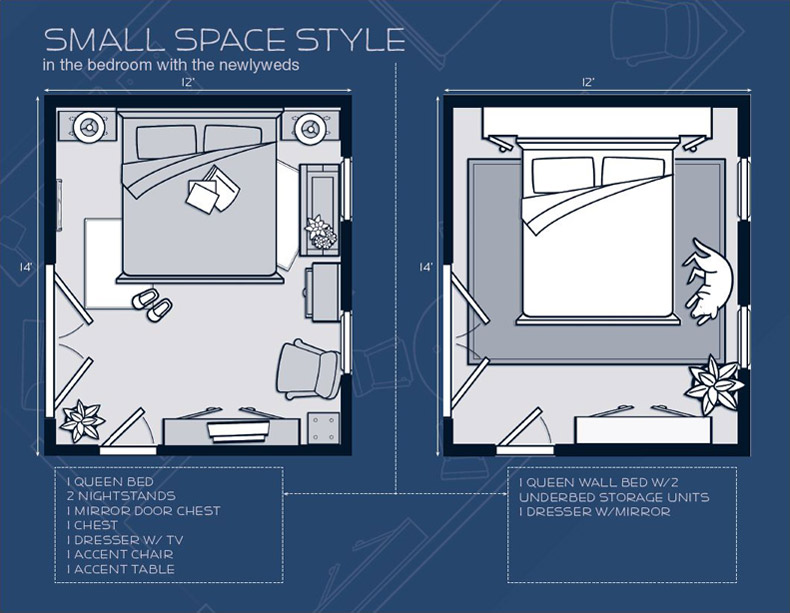 SMALL SPACE STYLE
in the bedroom with the newlyweds
12'
12'
14'
14'
1 QUEEN BED
2 NIGHTSTANDS
1 MIRROR DOOR CHEST
1 CHEST
1 DRESSER W/ TV
1 ACCENT CHAIR
1 ACCENT TABLE
1 QUEEN WALL BED W/2
UNDERBED STORAGE UNITS
1 DRESSER W/MIRROR